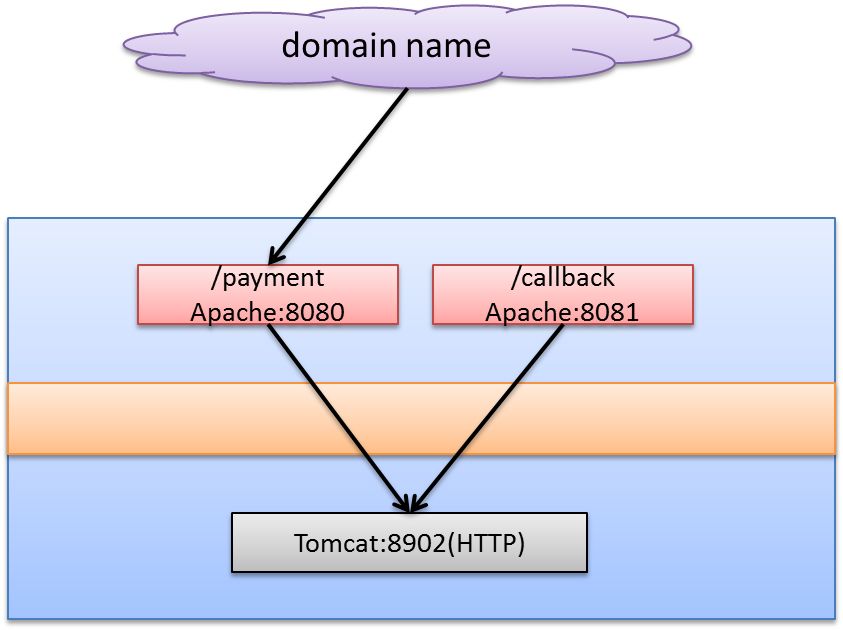 domain name
/payment
Apache:8080
/callback
Apache:8081
Tomcat:8902(HTTP)